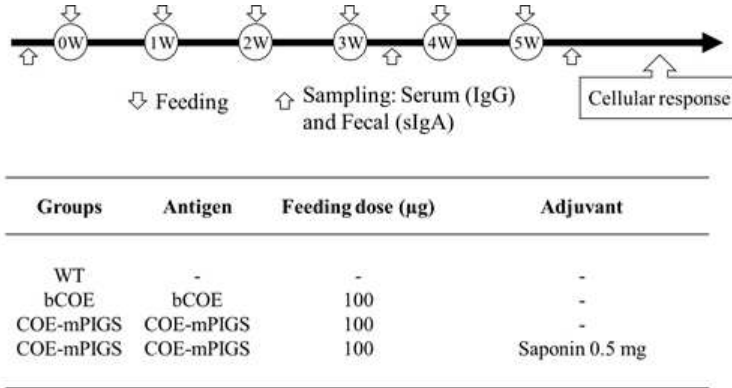 0W 1W 2W 3W 4W 5W
Feeding
Sampling: Serum (IgG)
and Fecal (sIgA)
Cellular response
Groups Antigen Feeding dose (µg) Adjuvant
WT - - -
bCOE bCOE 100 -
COE-mPIGS COE-mPIGS 100 -
COE-mPIGS COE-mPIGS 100 Saponin 0.5 mg